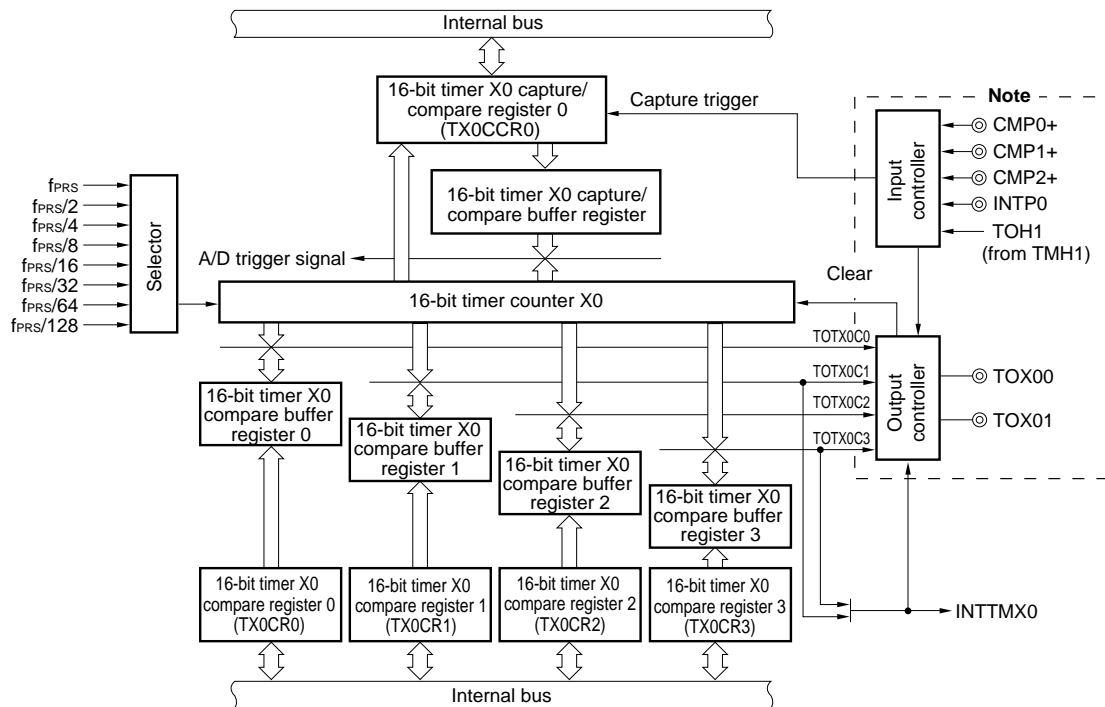 Internal bus
16-bit timer X0 capture/
compare register 0
(TX0CCR0)
Capture trigger
Note
CMP0+
CMP1+
CMP2+
INTP0
TOH1
(from TMH1)
Input
controller
16-bit timer X0 capture/
compare buffer register
fPRS
fPRS/2
fPRS/4
fPRS/8
fPRS/16
fPRS/32
fPRS/64
fPRS/128
Selector
A/D trigger signal
Clear
16-bit timer counter X0
TOTX0C0
TOTX0C1
TOTX0C2
TOTX0C3
Output
controller
TOX00
TOX01
16-bit timer X0
compare buffer
register 0
16-bit timer X0
compare buffer
register 1
16-bit timer X0
compare buffer
register 2
16-bit timer X0
compare buffer
register 3
16-bit timer X0
compare register 0
(TX0CR0)
16-bit timer X0
compare register 1
(TX0CR1)
16-bit timer X0
compare register 2
(TX0CR2)
16-bit timer X0
compare register 3
(TX0CR3)
INTTMX0
Internal bus